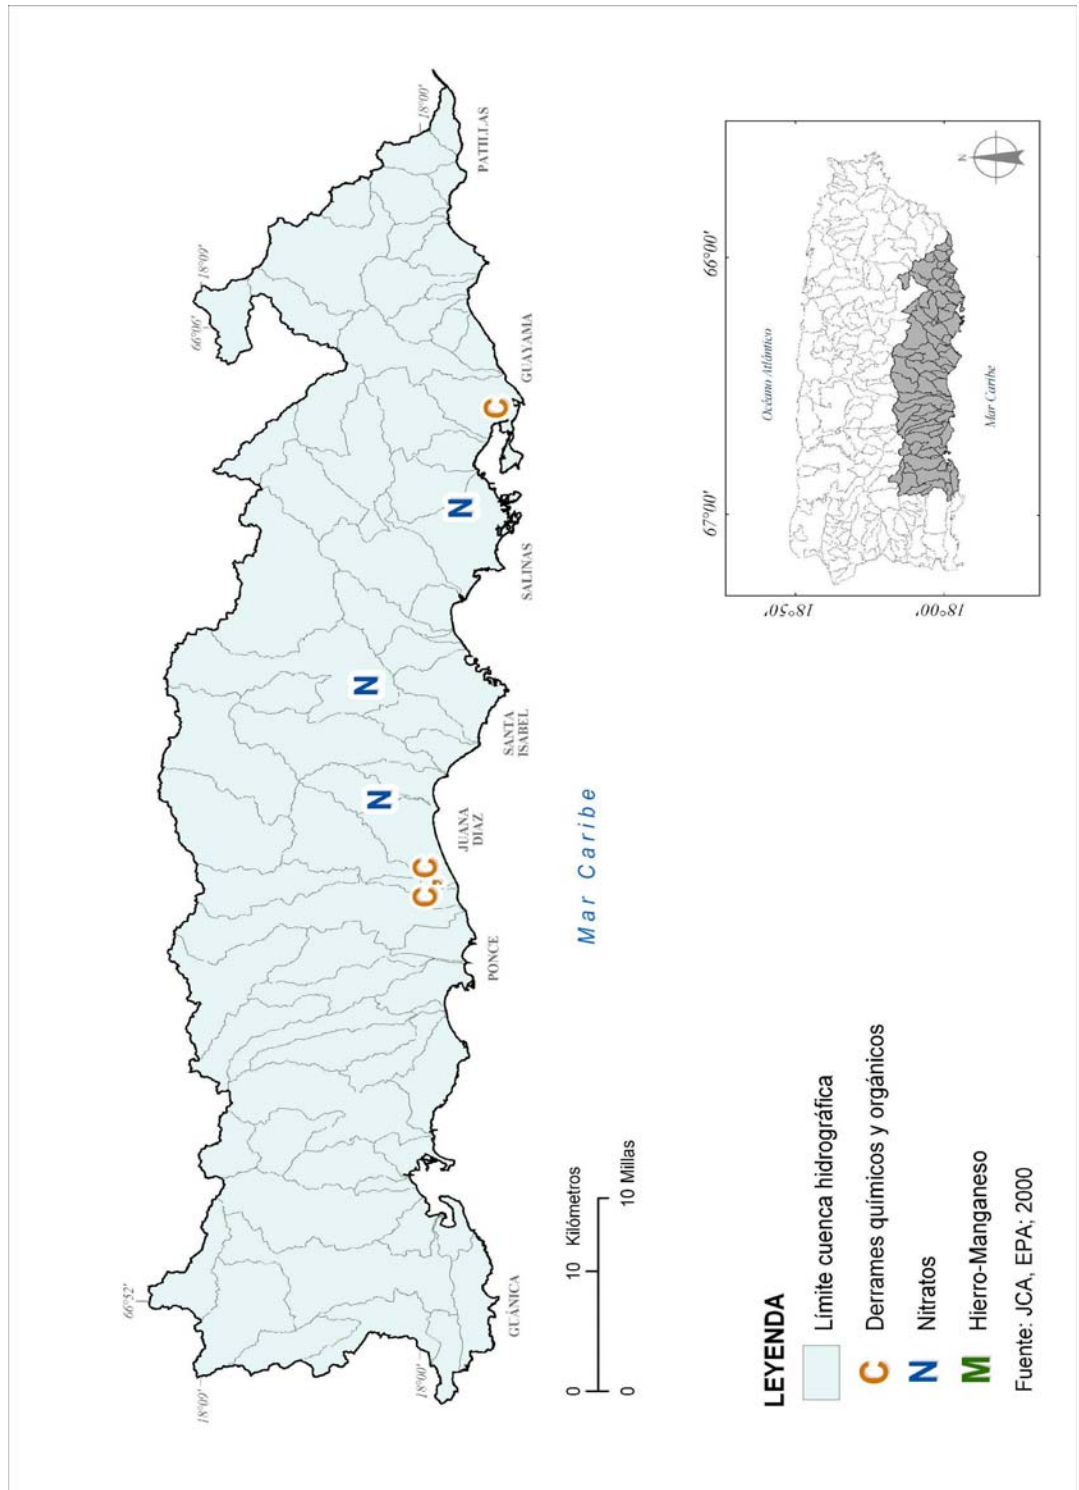 66°52'
18°09'
18°00'
66°06'
18°09'
18°00'
C
N
N
N
C,C
GUÁNICA
PONCE
JUANA
DIAZ
SANTA
ISABEL
SALINAS
GUAYAMA
PATILLAS
Mar Caribe
0 10 Kilómetros
0 10 Millas
LEYENDA
Límite cuenca hidrográfica
C Derrames químicos y orgánicos
N Nitratos
M Hierro-Manganeso
Fuente: JCA, EPA; 2000
67°00'
66°00'
18°50'
18°00'
Océano Atlántico
Mar Caribe
N